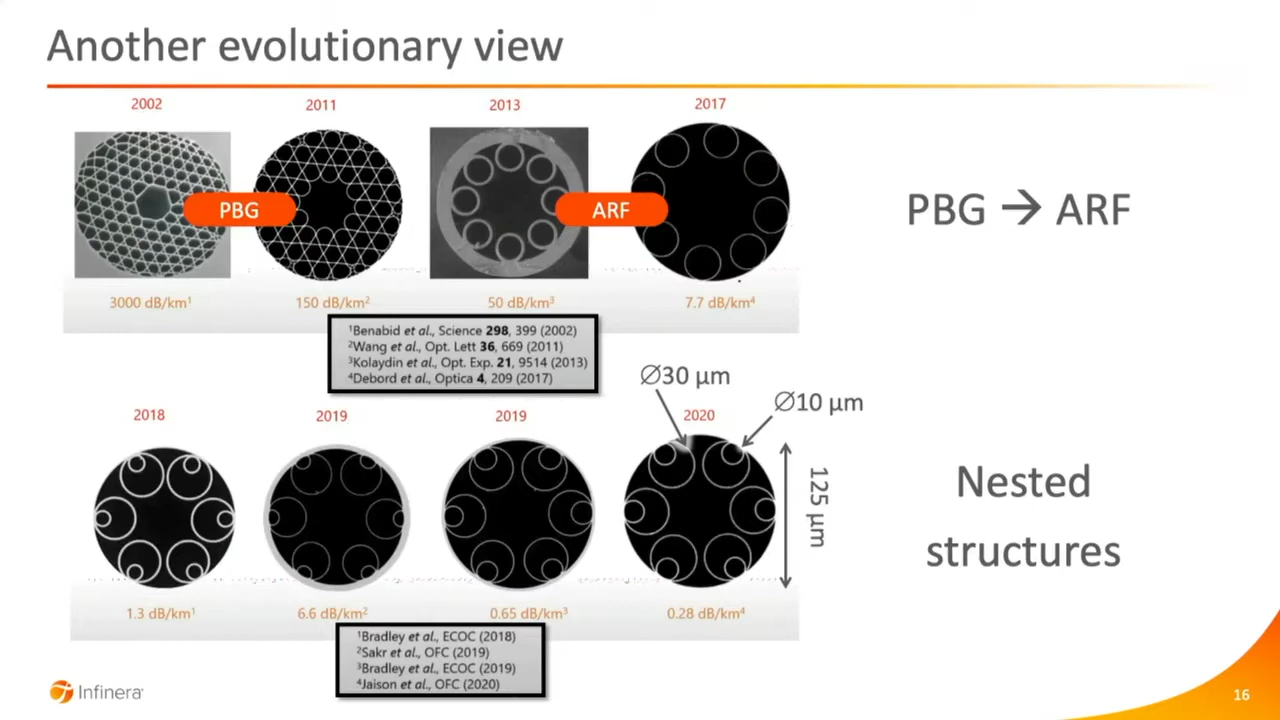 Another evolutionary view
2002
2011
2013
2017
PBG
ARF
PBG → ARF
3000 dB/km¹
150 dB/km²
50 dB/km³
7.7 dB/km⁴
¹Benabid et al., Science 298, 399 (2002)
²Wang et al., Opt. Lett 36, 669 (2011)
³Kolaydin et al., Opt. Exp. 21, 9514 (2013)
⁴Debord et al., Optica 4, 209 (2017)
∅30 µm
∅10 µm
2018
2019
2019
2020
125 µm
Nested
structures
1.3 dB/km¹
6.6 dB/km²
0.65 dB/km³
0.28 dB/km⁴
¹Bradley et al., ECOC (2018)
²Sakr et al., OFC (2019)
³Bradley et al., ECOC (2019)
⁴Jaison et al., OFC (2020)
Infinera
16